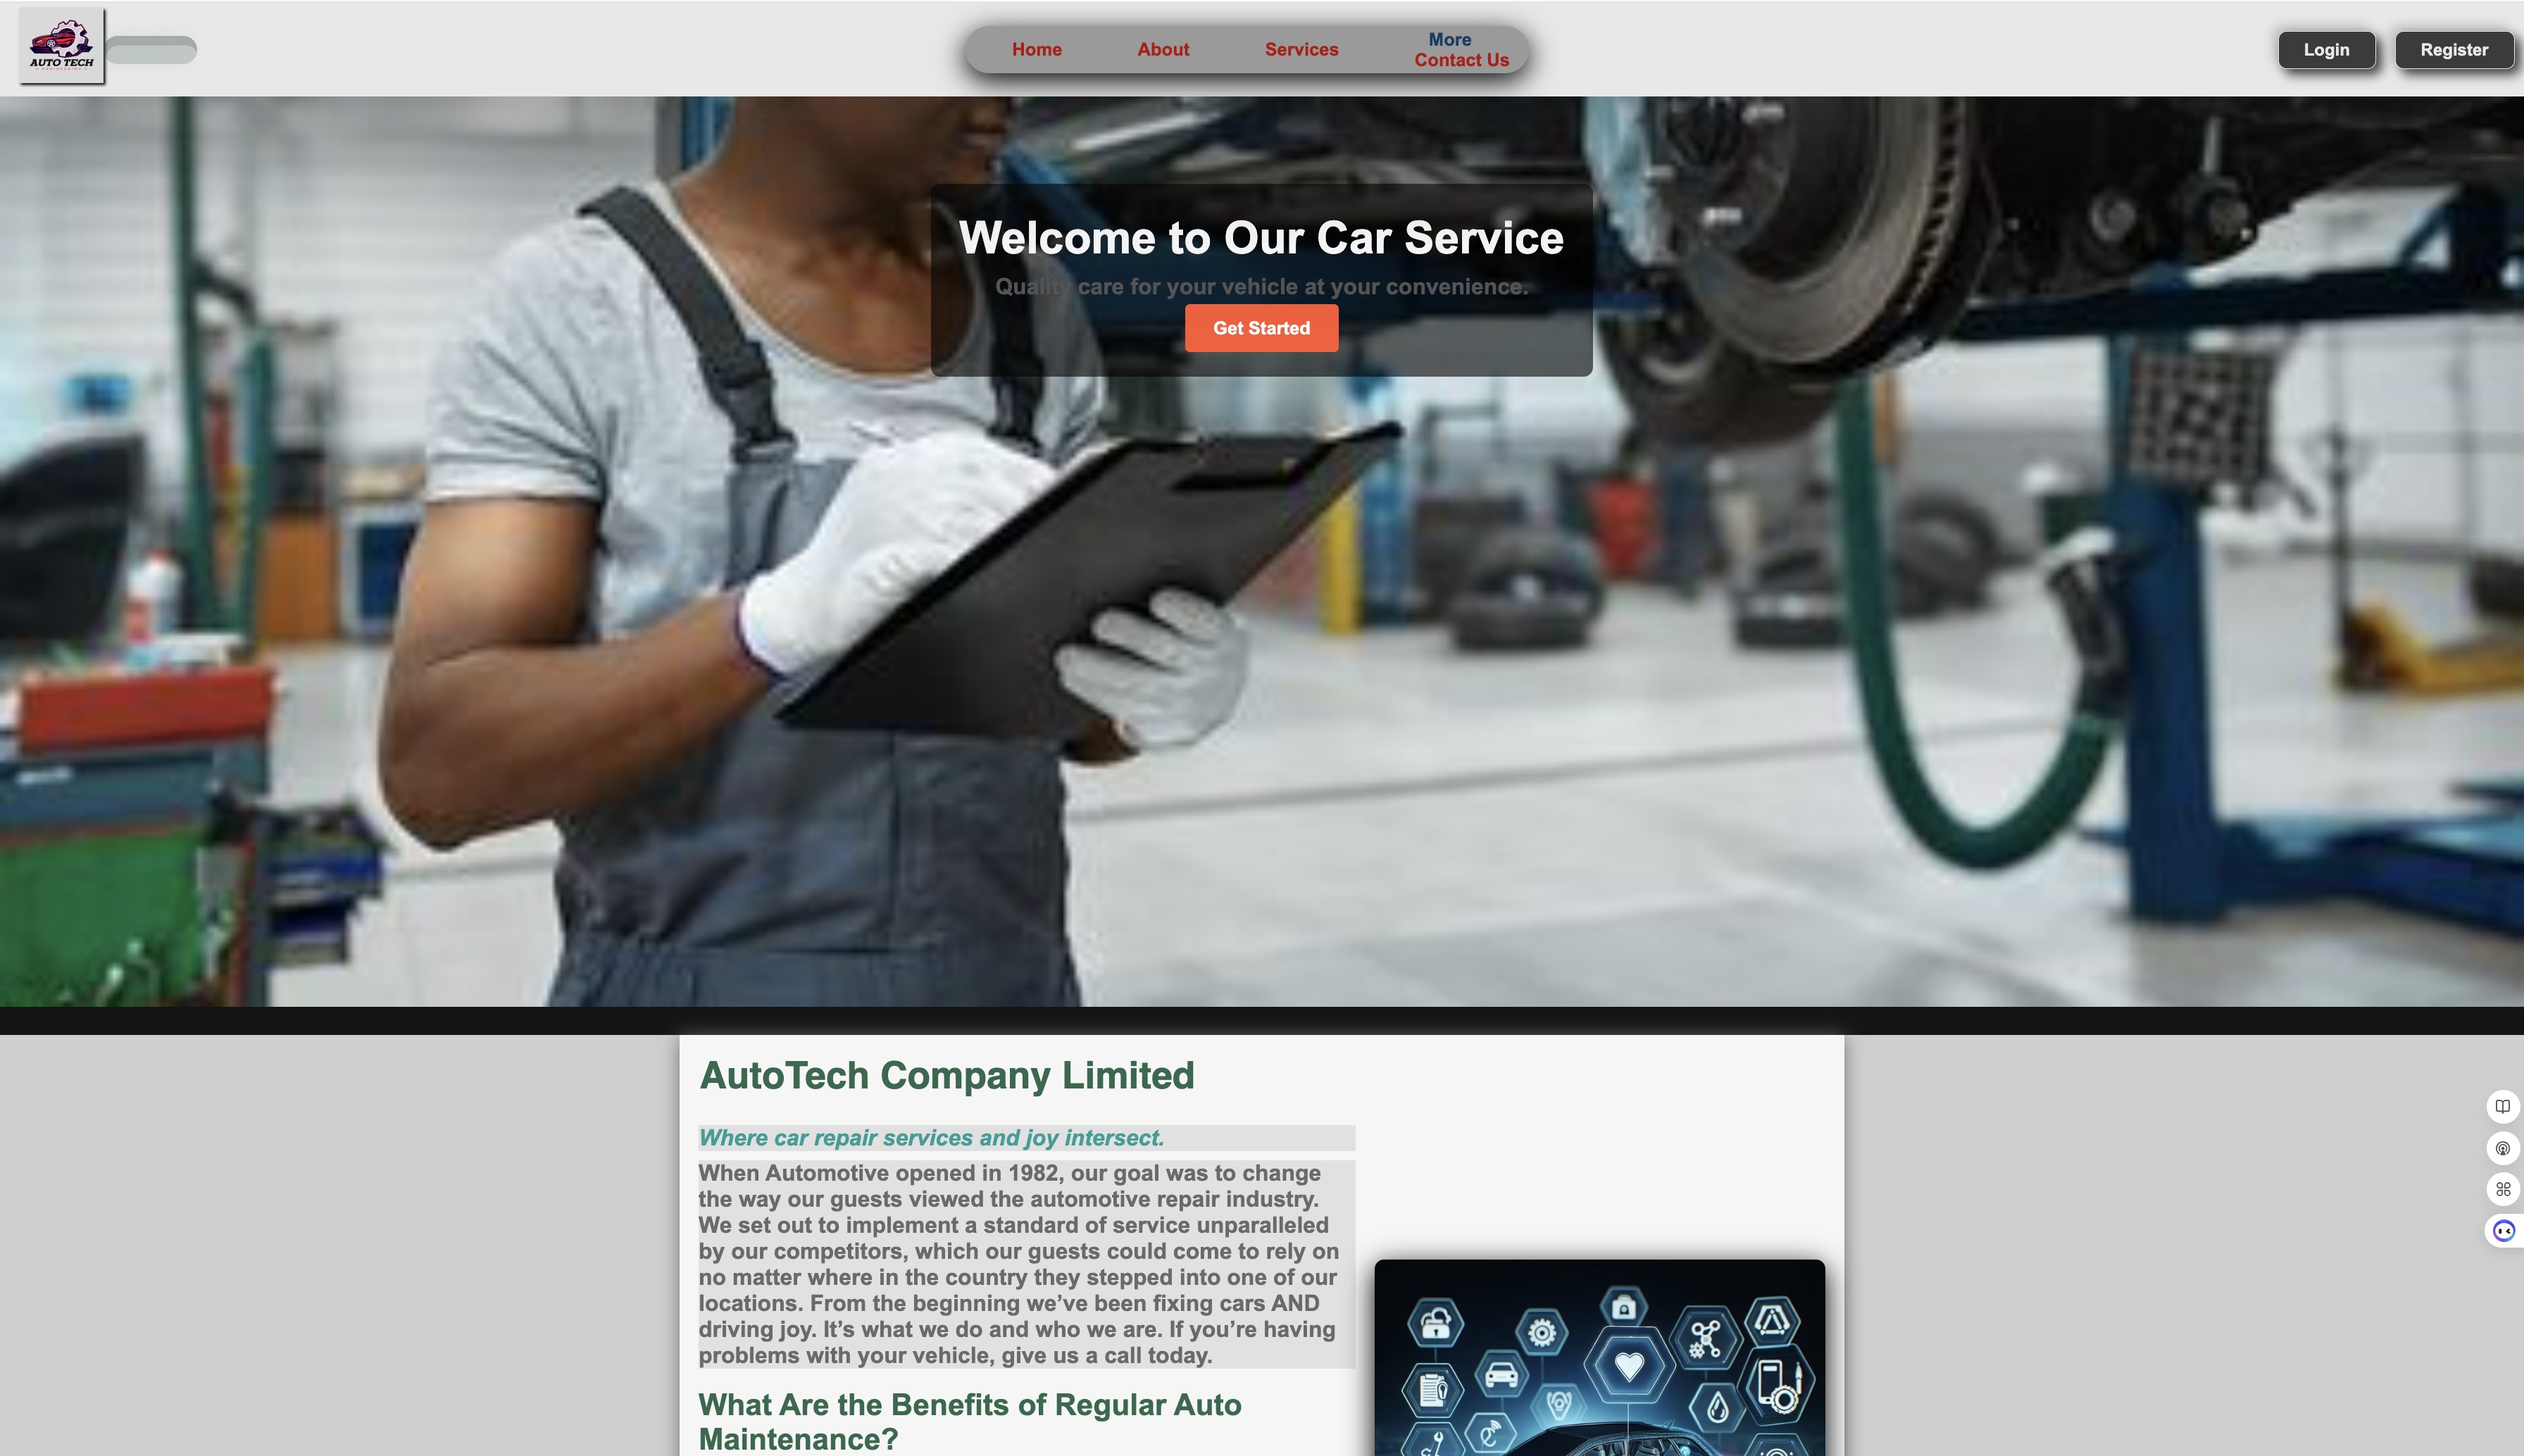 AUTO TECH
Home
About
Services
More
Contact Us
Login
Register
Welcome to Our Car Service
Quality care for your vehicle at your convenience.
Get Started
AutoTech Company Limited
Where car repair services and joy intersect.
When Automotive opened in 1982, our goal was to change
the way our guests viewed the automotive repair industry.
We set out to implement a standard of service unparalleled
by our competitors, which our guests could come to rely on
no matter where in the country they stepped into one of our
locations. From the beginning we’ve been fixing cars AND
driving joy. It’s what we do and who we are. If you’re having
problems with your vehicle, give us a call today.
What Are the Benefits of Regular Auto
Maintenance?